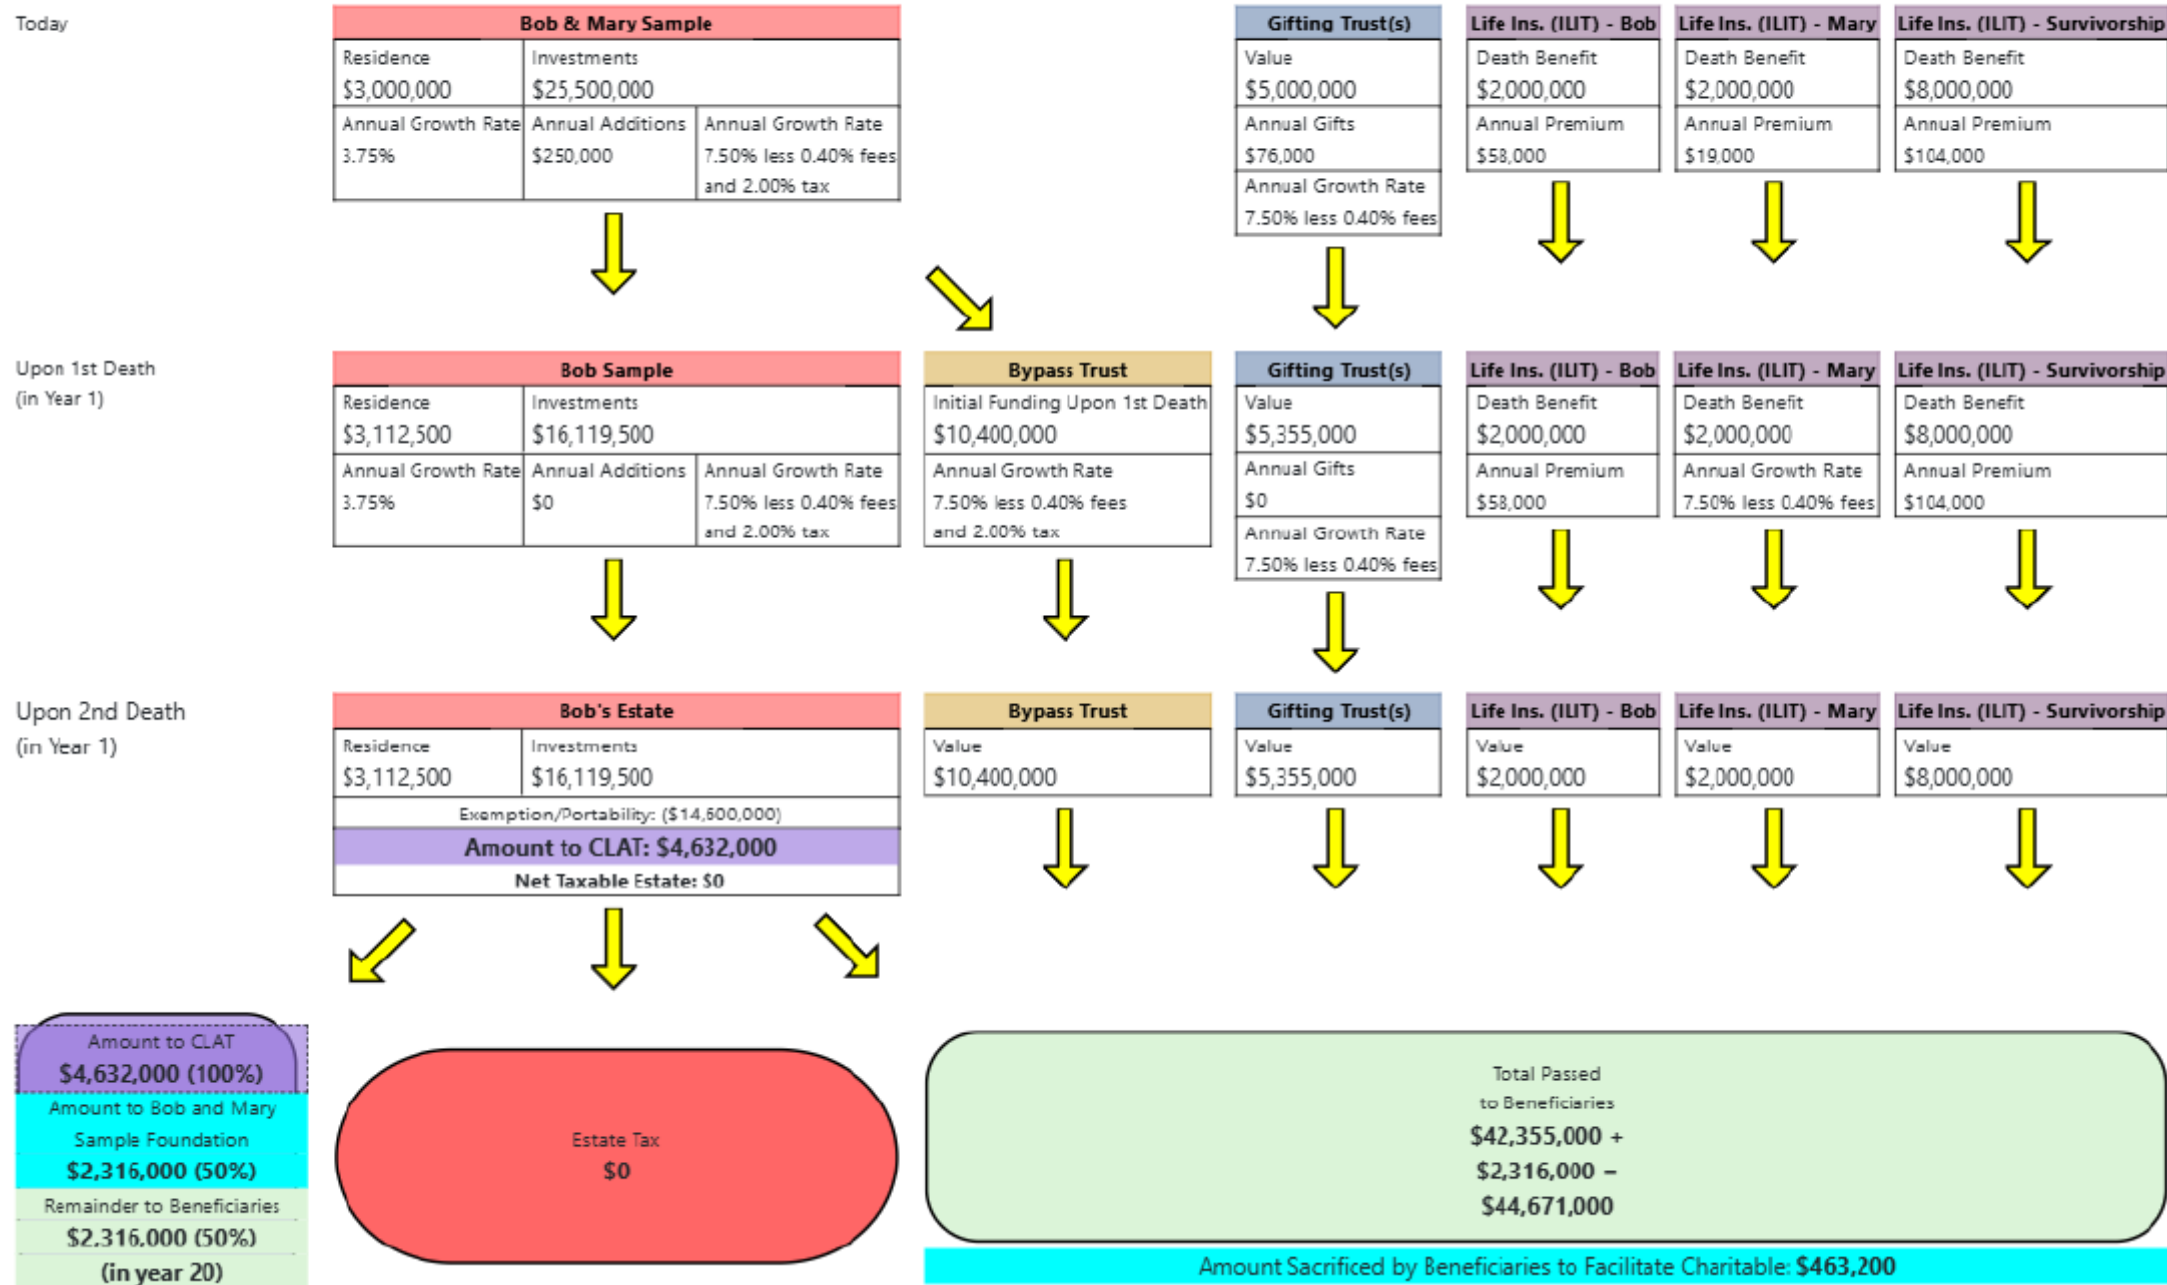 Today
Bob & Mary Sample
Residence
$3,000,000
Investments
$25,500,000
Annual Growth Rate
3.75%
Annual Additions
$250,000
Annual Growth Rate
7.50% less 0.40% fees
and 2.00% tax
Gifting Trust(s)
Value
$5,000,000
Annual Gifts
$76,000
Annual Growth Rate
7.50% less 0.40% fees
Life Ins. (ILIT) - Bob
Death Benefit
$2,000,000
Annual Premium
$58,000
Life Ins. (ILIT) - Mary
Death Benefit
$2,000,000
Annual Premium
$19,000
Life Ins. (ILIT) - Survivorship
Death Benefit
$8,000,000
Annual Premium
$104,000
Upon 1st Death
(in Year 1)
Bob Sample
Residence
$3,112,500
Investments
$16,119,500
Annual Growth Rate
3.75%
Annual Additions
$0
Annual Growth Rate
7.50% less 0.40% fees
and 2.00% tax
Bypass Trust
Initial Funding Upon 1st Death
$10,400,000
Annual Growth Rate
7.50% less 0.40% fees
and 2.00% tax
Gifting Trust(s)
Value
$5,355,000
Annual Gifts
$0
Annual Growth Rate
7.50% less 0.40% fees
Life Ins. (ILIT) - Bob
Death Benefit
$2,000,000
Annual Premium
$58,000
Life Ins. (ILIT) - Mary
Death Benefit
$2,000,000
Annual Growth Rate
7.50% less 0.40% fees
Life Ins. (ILIT) - Survivorship
Death Benefit
$8,000,000
Annual Premium
$104,000
Upon 2nd Death
(in Year 1)
Bob's Estate
Residence
$3,112,500
Investments
$16,119,500
Exemption/Portability: ($14,600,000)
Amount to CLAT: $4,632,000
Net Taxable Estate: $0
Bypass Trust
Value
$10,400,000
Gifting Trust(s)
Value
$5,355,000
Life Ins. (ILIT) - Bob
Value
$2,000,000
Life Ins. (ILIT) - Mary
Value
$2,000,000
Life Ins. (ILIT) - Survivorship
Value
$8,000,000
Amount to CLAT
$4,632,000 (100%)
Amount to Bob and Mary
Sample Foundation
$2,316,000 (50%)
Remainder to Beneficiaries
$2,316,000 (50%)
(in year 20)
Estate Tax
$0
Total Passed
to Beneficiaries
$42,355,000 +
$2,316,000 –
$44,671,000
Amount Sacrificed by Beneficiaries to Facilitate Charitable: $463,200